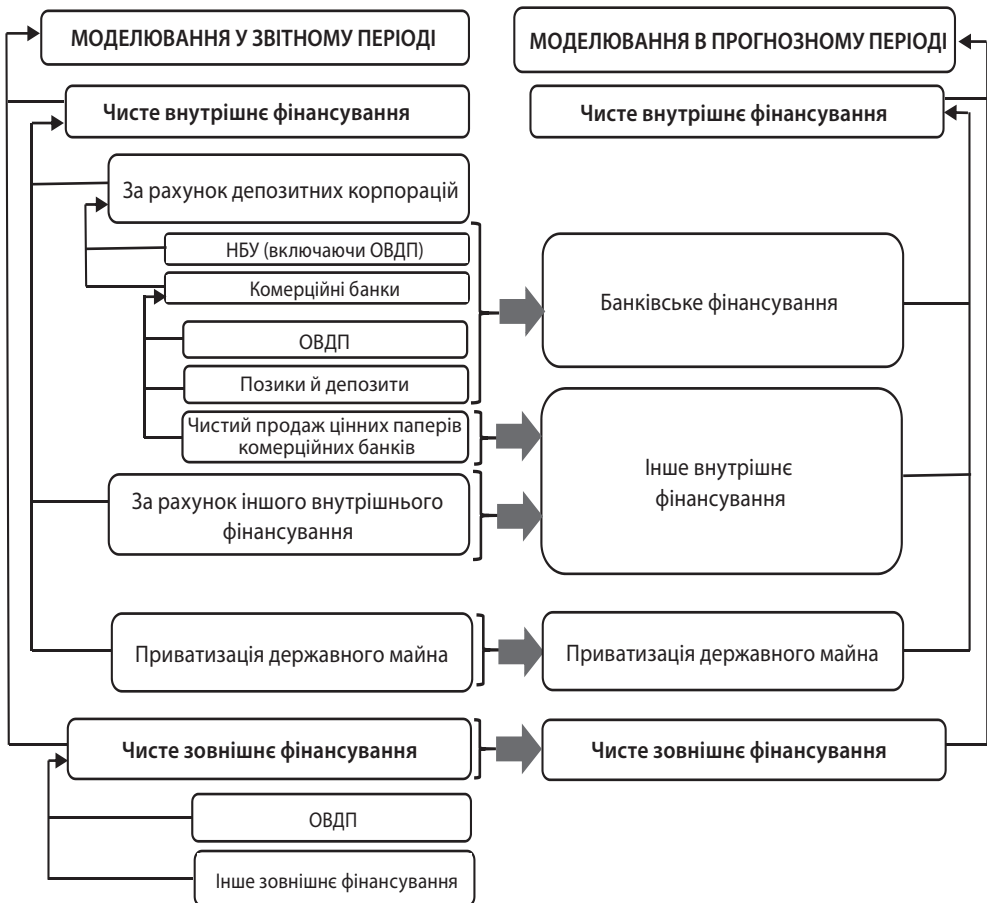 МОДЕЛЮВАННЯ У ЗВІТНОМУ ПЕРІОДІ
МОДЕЛЮВАННЯ В ПРОГНОЗНОМУ ПЕРІОДІ
Чисте внутрішнє фінансування
Чисте внутрішнє фінансування
За рахунок депозитних корпорацій
НБУ (включаючи ОВДП)
Комерційні банки
Банківське фінансування
ОВДП
Позики й депозити
Чистий продаж цінних паперів
комерційних банків
Інше внутрішнє
фінансування
За рахунок іншого внутрішнього
фінансування
Приватизація державного майна
Приватизація державного майна
Чисте зовнішнє фінансування
Чисте зовнішнє фінансування
ОВДП
Інше зовнішнє фінансування